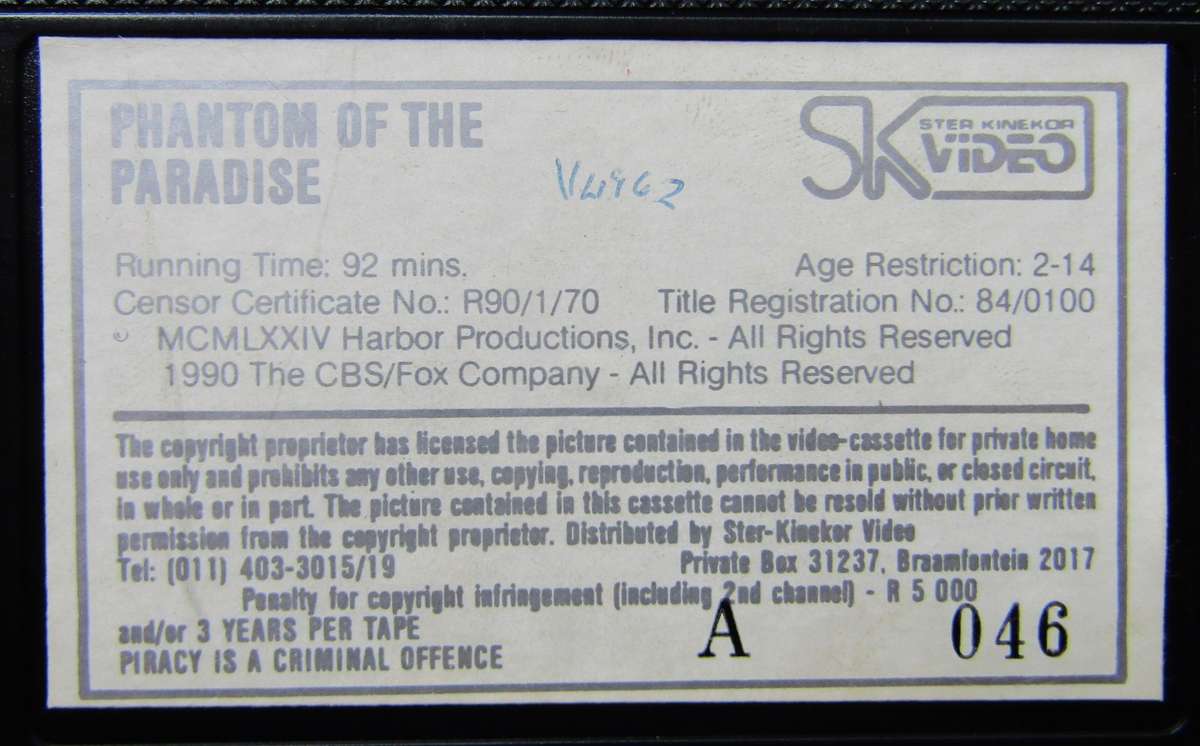 PHANTOM OF THE
PARADISE
SK STER KINEKOR
VIDEO
Running Time: 92 mins.
Age Restriction: 2-14
Censor Certificate No.: R90/1/70
Title Registration No.: 84/0100
MCMLXXIV Harbor Productions, Inc. - All Rights Reserved
1990 The CBS/Fox Company - All Rights Reserved
The copyright proprietor has licensed the picture contained in the video-cassette for private home
use only and prohibits any other use, copying, reproduction, performance in public, or closed circuit,
in whole or in part. The picture contained in this cassette cannot be resold without prior written
permission from the copyright proprietor. Distributed by Ster-Kinekor Video
Tel: (011) 403-3015/19
Private Box 31237, Braamfontein 2017
Penalty for copyright infringement (including 2nd channel) - R 5 000
and/or 3 YEARS PER TAPE
PIRACY IS A CRIMINAL OFFENCE
A 046